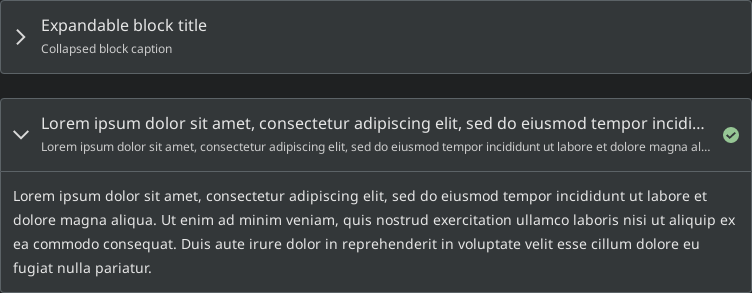 Expandable block title
Collapsed block caption
Lorem ipsum dolor sit amet, consectetur adipiscing elit, sed do eiusmod tempor incidi...
Lorem ipsum dolor sit amet, consectetur adipiscing elit, sed do eiusmod tempor incididunt ut labore et dolore magna al...
Lorem ipsum dolor sit amet, consectetur adipiscing elit, sed do eiusmod tempor incididunt ut labore et
dolore magna aliqua. Ut enim ad minim veniam, quis nostrud exercitation ullamco laboris nisi ut aliquip ex
ea commodo consequat. Duis aute irure dolor in reprehenderit in voluptate velit esse cillum dolore eu
fugiat nulla pariatur.